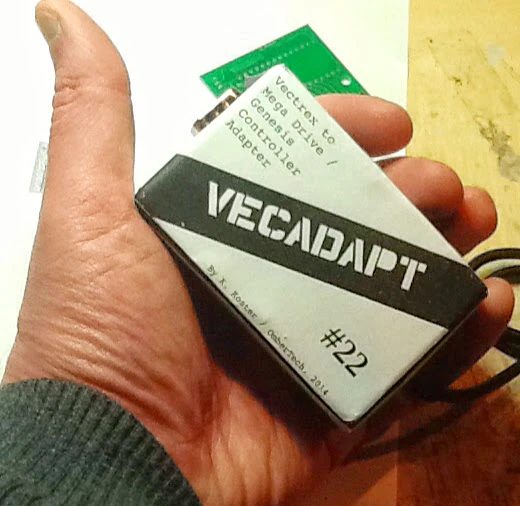 Vectrex to
Mega Drive /
Genesis
Controller
Adapter
VECADAPT
By X. Koster / OmberTech, 2014
#22